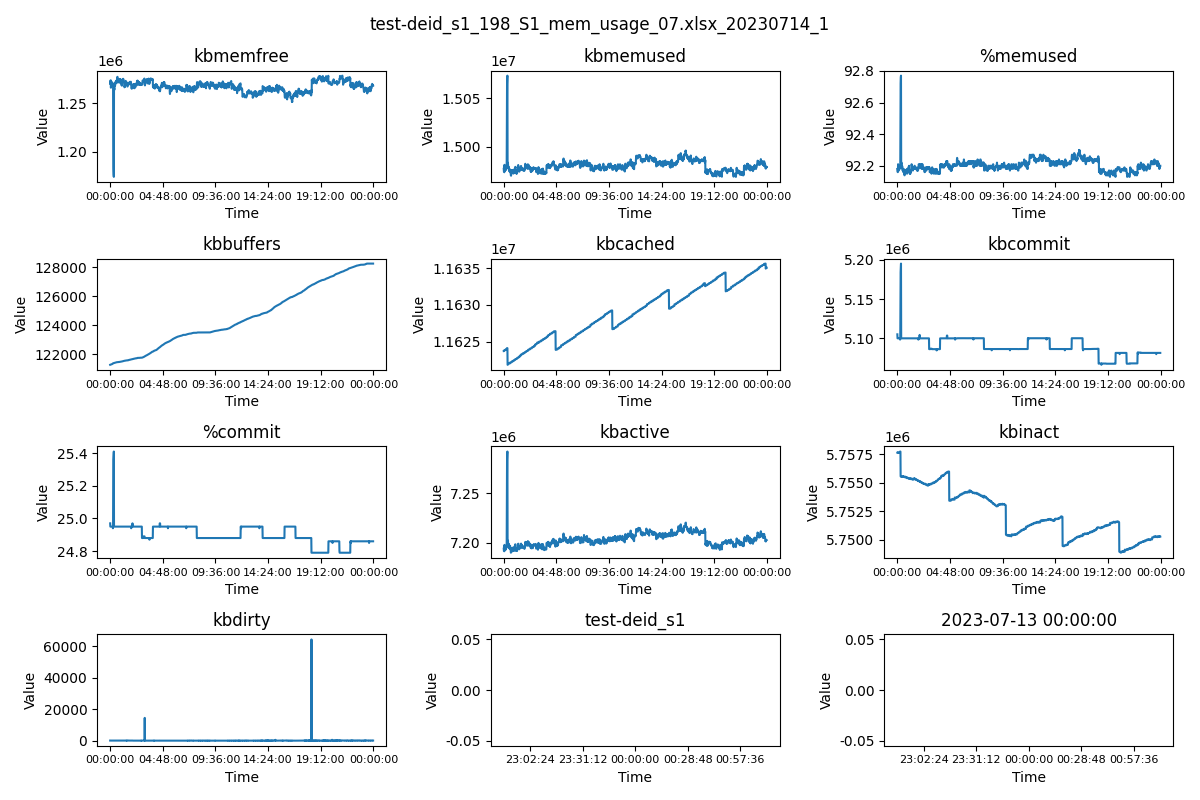 test-deid_s1_198_S1_mem_usage_07.xlsx_20230714_1
kbmemfree kbmemused %memused
1e6 1e7
1.25 1.20 Value 1.505 1.500 Value 92.8 92.6 92.4 92.2 Value
00:00:00 04:48:00 09:36:00 14:24:00 19:12:00 00:00:00 00:00:00 04:48:00 09:36:00 14:24:00 19:12:00 00:00:00 00:00:00 04:48:00 09:36:00 14:24:00 19:12:00 00:00:00
Time Time Time
kbbuffers kbcached kbcommit
1e7 1e6
128000 126000 124000 122000 Value 1.1635 1.1630 1.1625 Value 5.20 5.15 5.10 Value
00:00:00 04:48:00 09:36:00 14:24:00 19:12:00 00:00:00 00:00:00 04:48:00 09:36:00 14:24:00 19:12:00 00:00:00 00:00:00 04:48:00 09:36:00 14:24:00 19:12:00 00:00:00
Time Time Time
%commit kbactive kbinact
1e6 1e6
25.4 25.2 25.0 24.8 Value 7.25 7.20 Value 5.7575 5.7550 5.7525 5.7500 Value
00:00:00 04:48:00 09:36:00 14:24:00 19:12:00 00:00:00 00:00:00 04:48:00 09:36:00 14:24:00 19:12:00 00:00:00 00:00:00 04:48:00 09:36:00 14:24:00 19:12:00 00:00:00
Time Time Time
kbdirty test-deid_s1 2023-07-13 00:00:00
60000 40000 20000 0 Value 0.05 0.00 -0.05 Value 0.05 0.00 -0.05 Value
00:00:00 04:48:00 09:36:00 14:24:00 19:12:00 00:00:00 23:02:24 23:31:12 00:00:00 00:28:48 00:57:36 23:02:24 23:31:12 00:00:00 00:28:48 00:57:36
Time Time Time